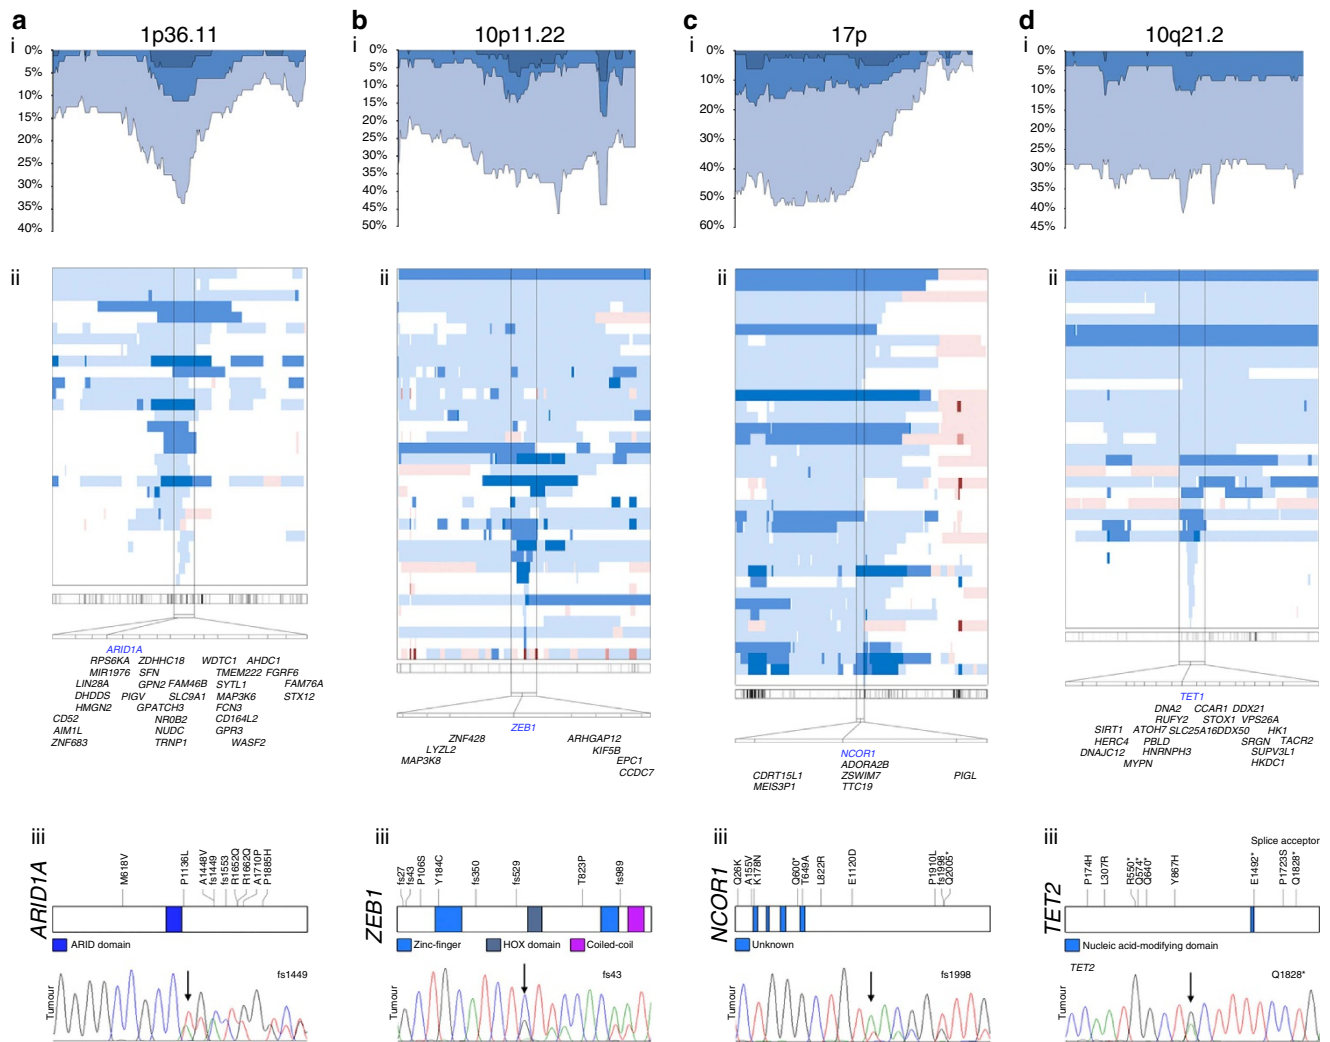 a
1p36.11
i
0%
5%
10%
15%
20%
25%
30%
35%
40%
ii
ARID1A
RPS6KA ZDHHC18 WDTC1 AHDC1
MIR1976 SFN TMEM222 FGRF6
LIN28A GPN2 FAM46B SYTL1 FAM76A
DHDDS PIGV SLC9A1 MAP3K6 STX12
HMGN2 GPATCH3 FCN3
CD52 NR0B2 CD164L2
AIM1L NUDC GPR3
ZNF683 TRNP1 WASF2
iii
ARID1A
M618V
P1136L
A1448V
fs1449
fs1553
R1652Q
R1662Q
A1710P
P1885H
ARID domain
Tumour
fs1449
b
10p11.22
i
0%
5%
10%
15%
20%
25%
30%
35%
40%
45%
50%
ii
ZEB1
ZNF428 ARHGAP12
LYZL2 KIF5B
MAP3K8 EPC1
CCDC7
iii
ZEB1
fs27
fs43
P106S
Y184C
fs350
fs529
T823P
fs989
Zinc-finger
HOX domain
Coiled-coil
Tumour
fs43
c
17p
i
0%
10%
20%
30%
40%
50%
60%
ii
NCOR1
ADORA2B
CDRT15L1 ZSWIM7 PIGL
MEIS3P1 TTC19
iii
NCOR1
Q26K
A155V
K178N
Q600*
T649A
L822R
E1120D
P1910L
fs1998
Q2005*
Unknown
Tumour
fs1998
d
10q21.2
i
0%
5%
10%
15%
20%
25%
30%
35%
40%
45%
ii
TET1
DNA2 CCAR1 DDX21
RUFY2 STOX1 VPS26A
SIRT1 ATOH7 SLC25A16DDX50 HK1
HERC4 PBLD SRGN TACR2
DNAJC12 HNRNPH3 SUPV3L1
MYPN HKDC1
iii
TET2
Splice acceptor
P174H
L307R
R550*
Q574*
Q640*
Y867H
E1492*
P1723S
Q1828*
Nucleic acid-modifying domain
TET2
Tumour
Q1828*